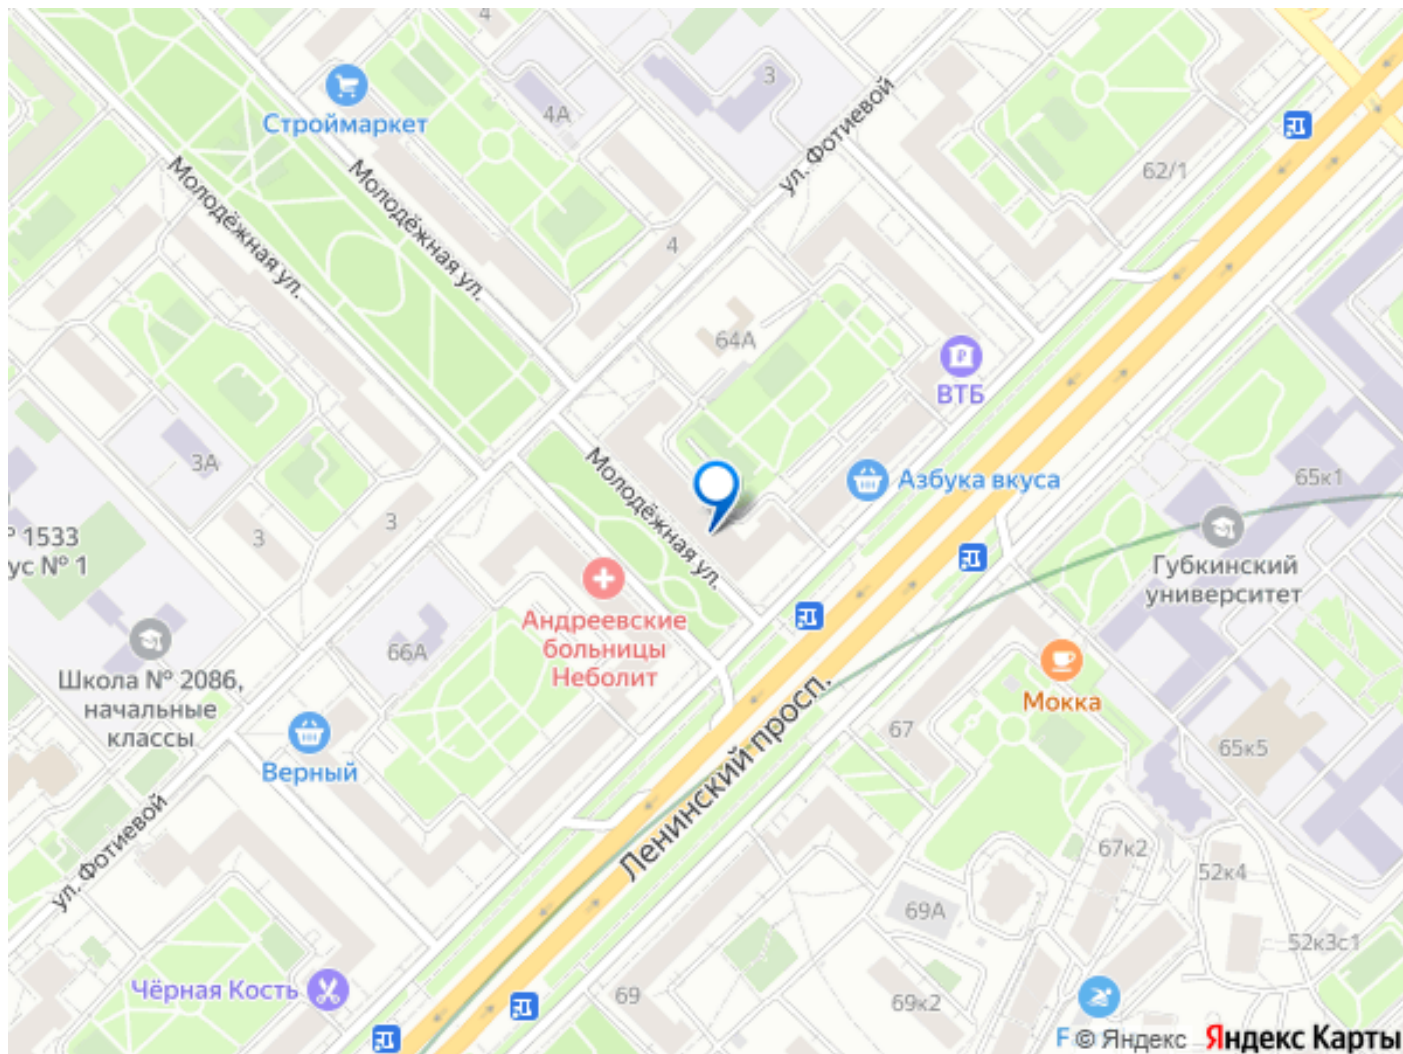 4
3
4А
Строймаркет
ул. Фотиевой
62/1
Молодёжная ул.
Молодёжная ул.
4
64А
ВТБ
3А
Молодёжная ул.
Азбука вкуса
65к1
3
3
№ 1533
ус № 1
Губкинский
университет
Андреевские
больницы
Неболит
66А
Школа № 2086,
начальные
классы
Мокка
Ленинский просп.
67
65к5
Верный
ул. Фотиевой
67к2
52к4
69А
52к3с1
Чёрная Кость
69
69к2
F
© Яндекс
Яндекс Карты